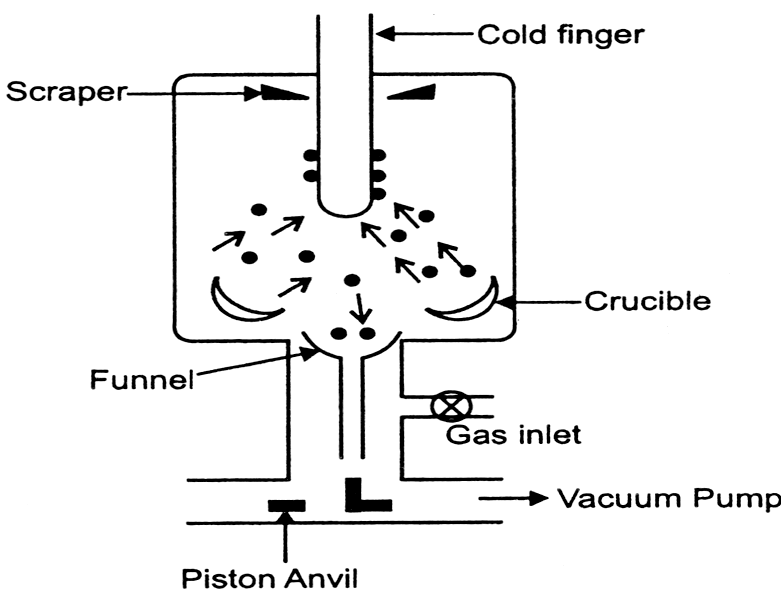 Cold finger
Scraper
Crucible
Funnel
Gas inlet
Vacuum Pump
Piston Anvil